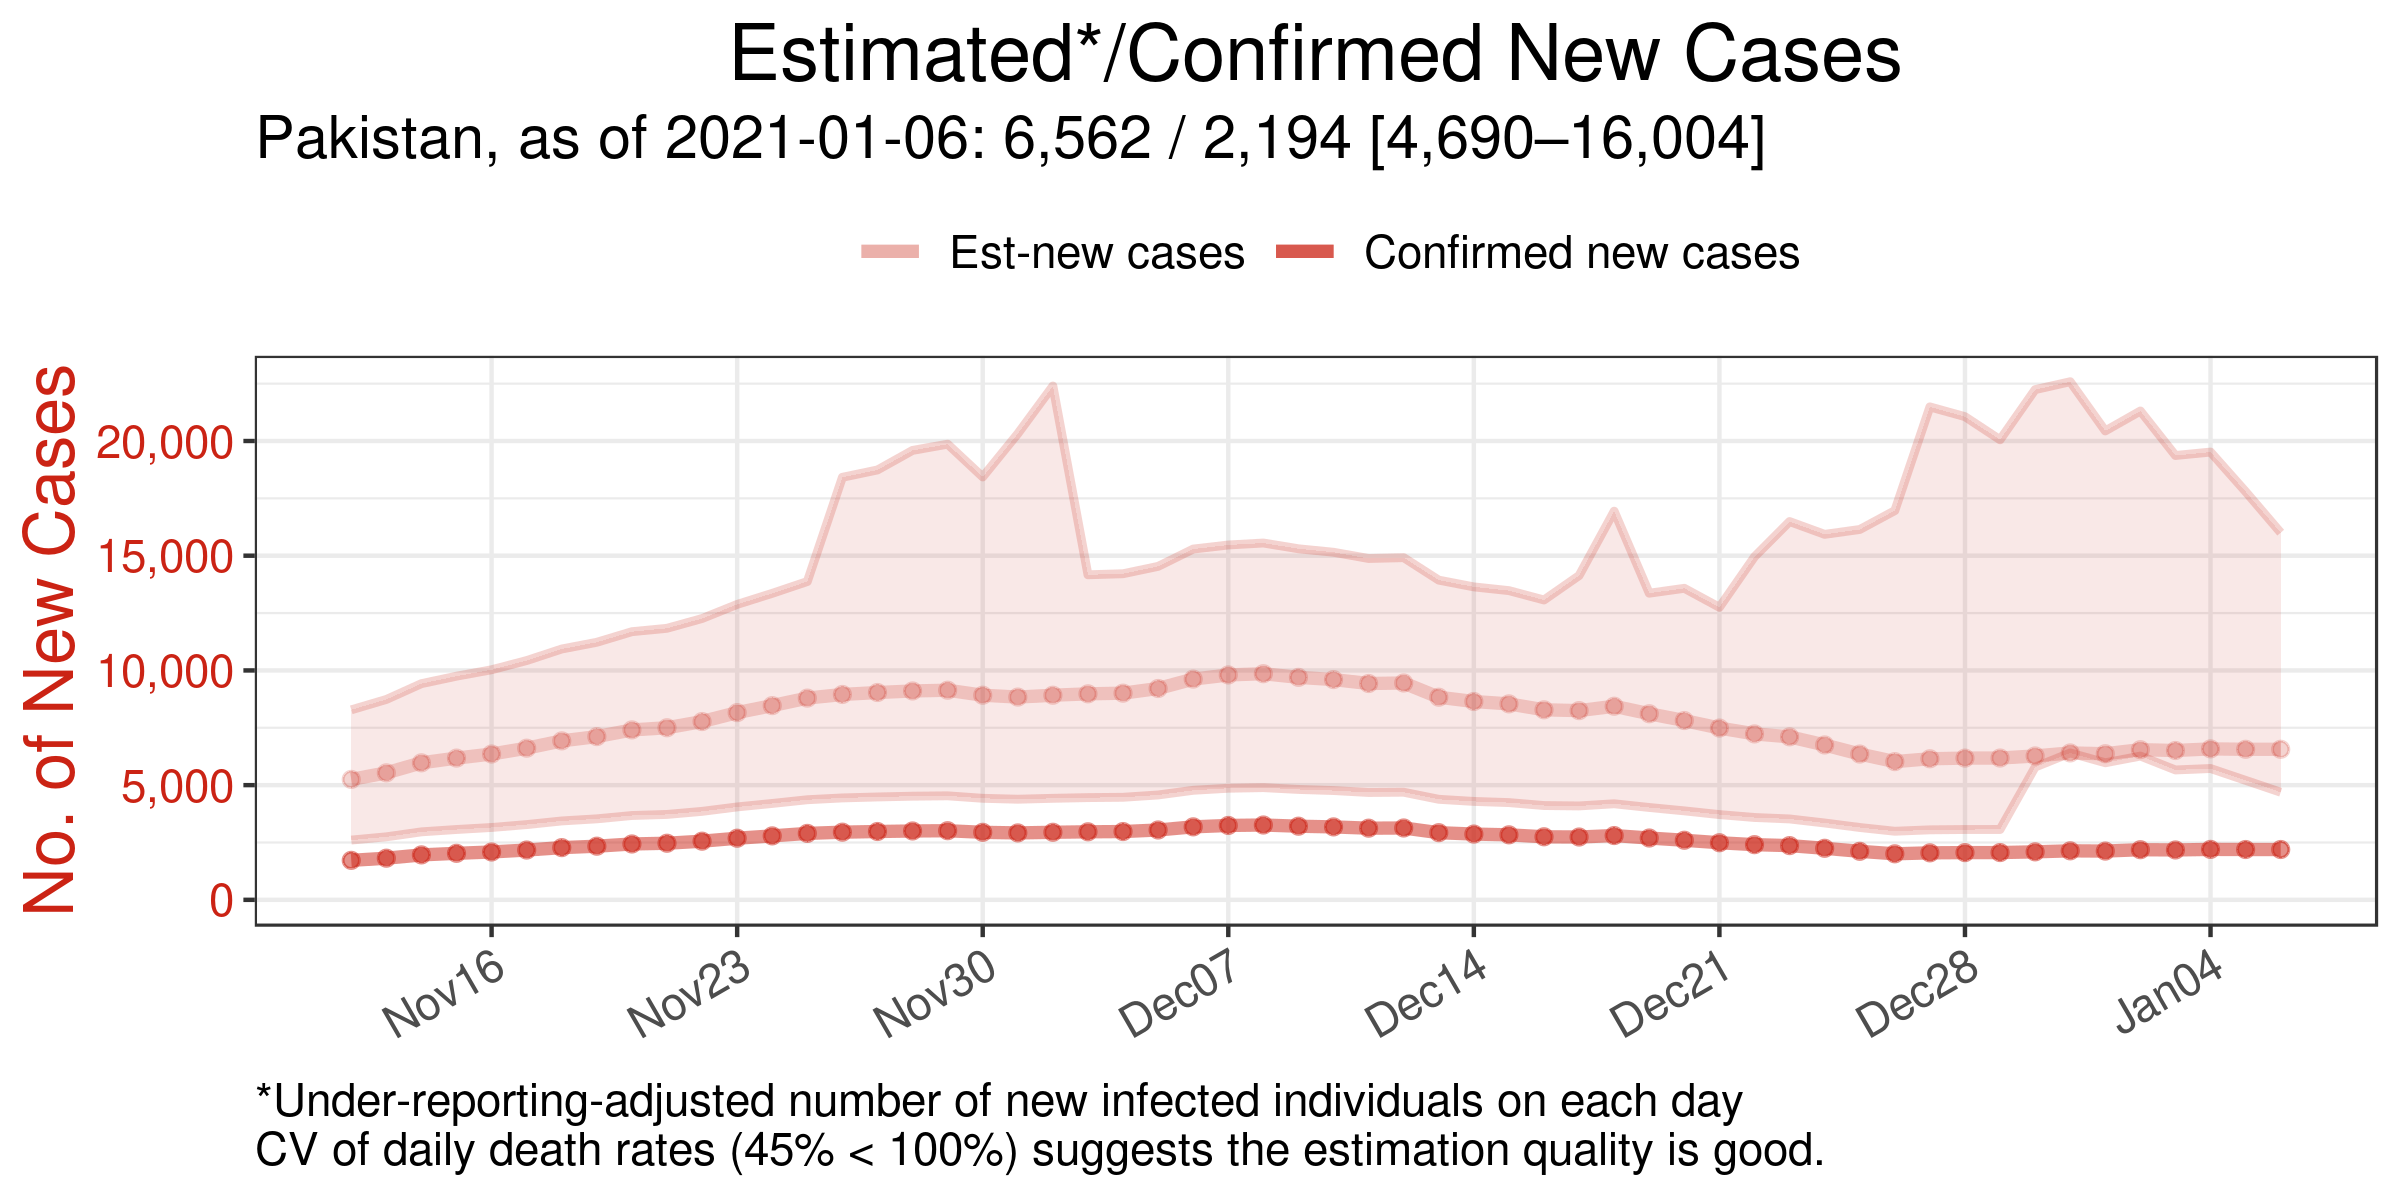 Estimated*/Confirmed New Cases
Pakistan, as of 2021-01-06: 6,562 / 2,194 [4,690–16,004]
Est-new cases Confirmed new cases
No. of New Cases
20,000
15,000
10,000
5,000
0
Nov16 Nov23 Nov30 Dec07 Dec14 Dec21 Dec28 Jan04
*Under-reporting-adjusted number of new infected individuals on each day
CV of daily death rates (45% < 100%) suggests the estimation quality is good.